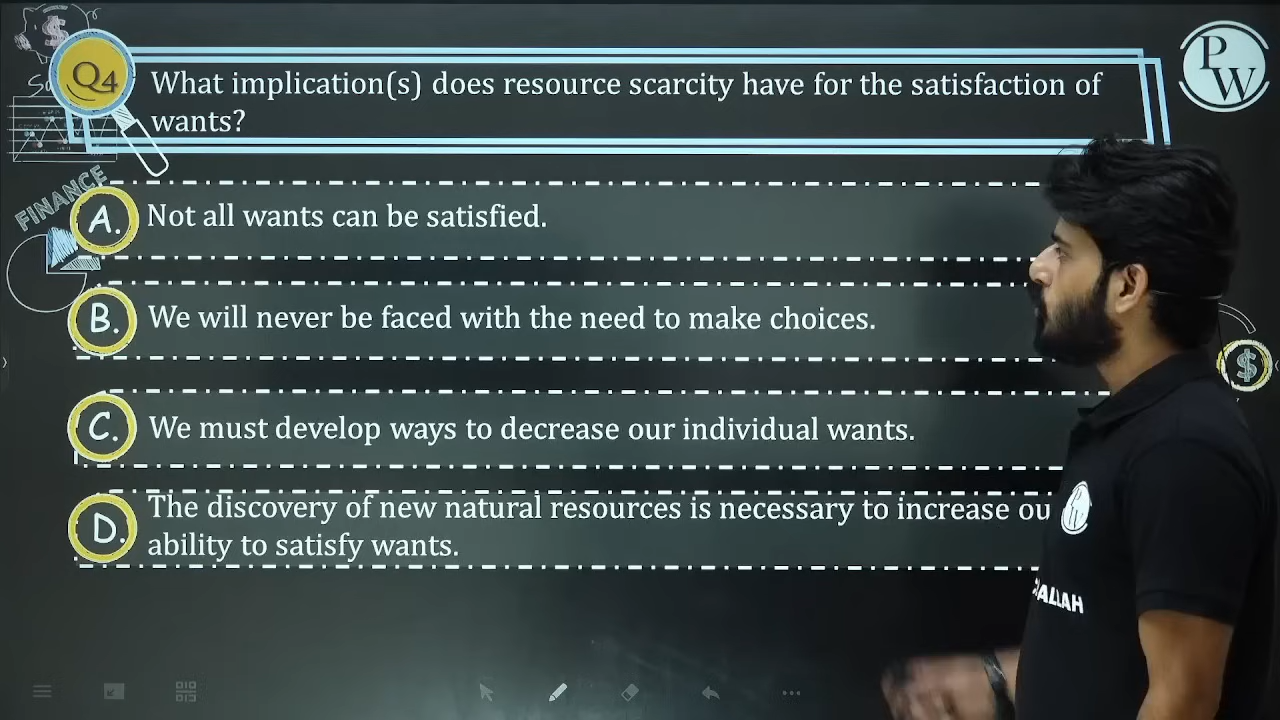 Q4
What implication(s) does resource scarcity have for the satisfaction of
wants?
PW
FINANCE
A. Not all wants can be satisfied.
B. We will never be faced with the need to make choices.
C. We must develop ways to decrease our individual wants.
D. The discovery of new natural resources is necessary to increase ou
ability to satisfy wants.
ALLAH